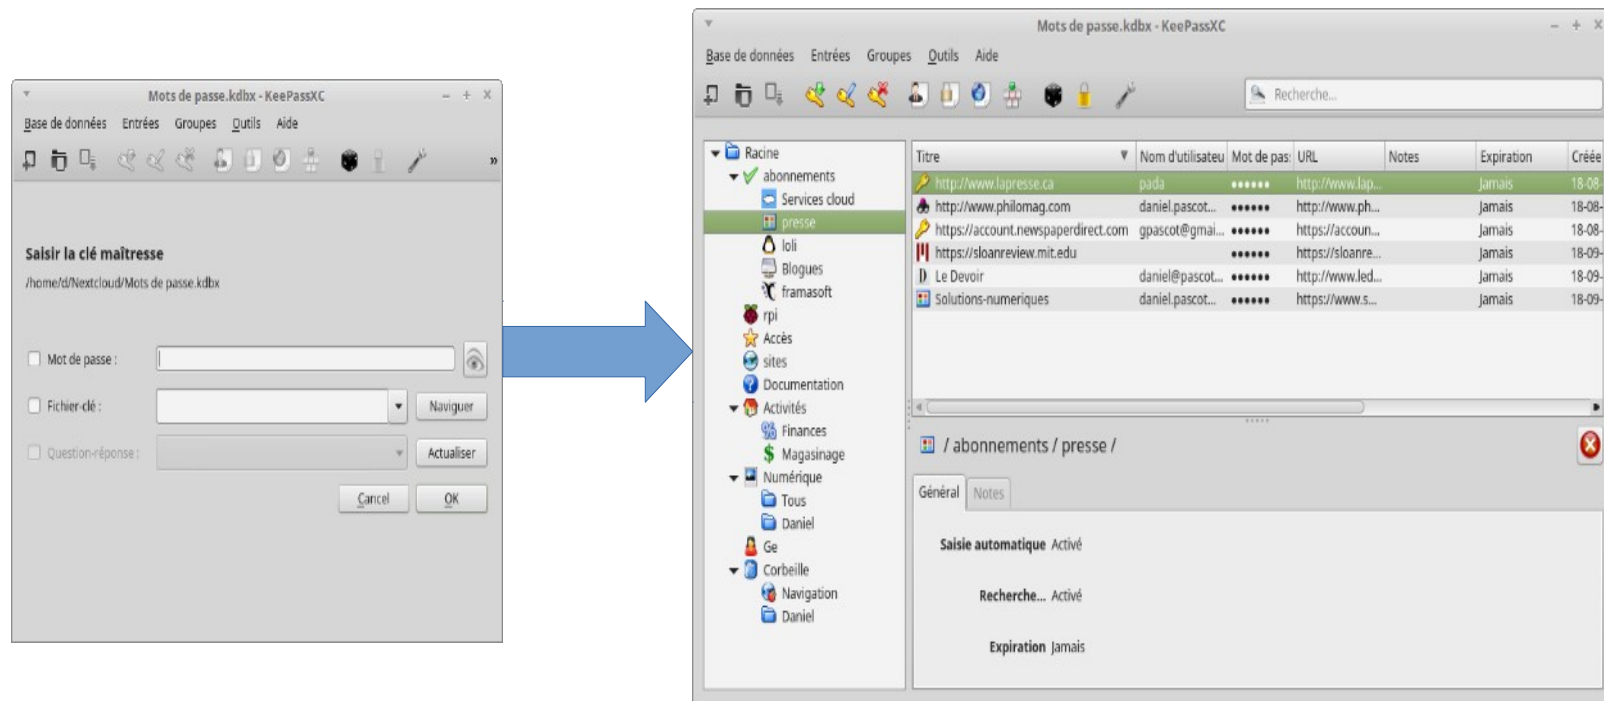 Mots de passe.kdbx - KeePassXC
Base de données Entrées Groupes Outils Aide
»
Saisir la clé maîtresse
/home/d/Nextcloud/Mots de passe.kdbx
Mot de passe :
Fichier-clé : Naviguer
Question-réponse : Actualiser
Cancel OK
Mots de passe.kdbx - KeePassXC
Base de données Entrées Groupes Outils Aide
Recherche...
Racine
abonnements
Services cloud
presse
loli
Blogues
framasoft
rpi
Accès
sites
Documentation
Activités
Finances
Magasinage
Numérique
Tous
Daniel
Ge
Corbeille
Navigation
Daniel
Titre Nom d'utilisateu Mot de pas: URL Notes Expiration Créée
http://www.lapresse.ca pada •••••• http://www.lap... Jamais 18-08-
http://www.philomag.com daniel.pascot... •••••• http://www.ph... Jamais 18-08-
https://account.newspaperdirect.com gpascot@gmai... •••••• https://accoun... Jamais 18-08-
https://sloanreview.mit.edu •••••• https://sloanre... Jamais 18-09-
Le Devoir daniel@pascot... •••••• http://www.led... Jamais 18-09-
Solutions-numeriques daniel.pascot... •••••• https://www.s... Jamais 18-09-
/ abonnements / presse /
Général Notes
Saisie automatique Activé
Recherche... Activé
Expiration Jamais